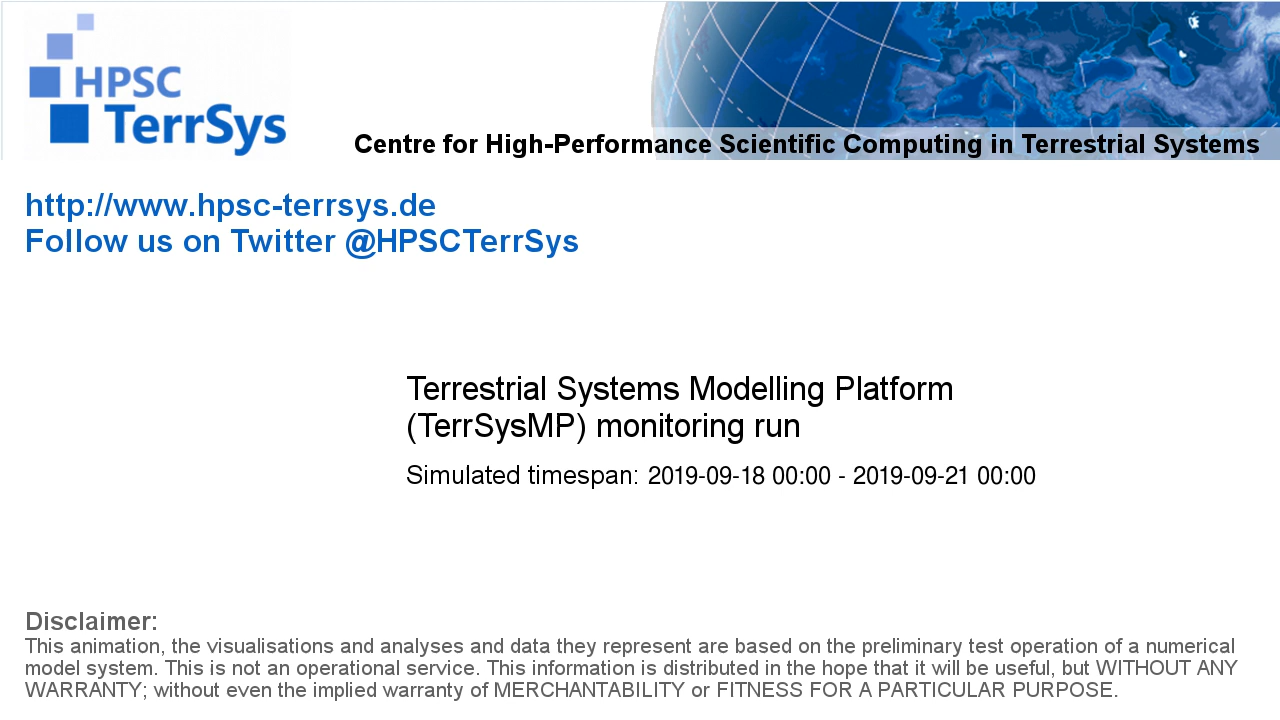 HPSC
TerrSys
Centre for High-Performance Scientific Computing in Terrestrial Systems
http://www.hpsc-terrsys.de
Follow us on Twitter @HPSCTerrSys
Terrestrial Systems Modelling Platform
(TerrSysMP) monitoring run
Simulated timespan: 2019-09-18 00:00 - 2019-09-21 00:00
Disclaimer:
This animation, the visualisations and analyses and data they represent are based on the preliminary test operation of a numerical
model system. This is not an operational service. This information is distributed in the hope that it will be useful, but WITHOUT ANY
WARRANTY; without even the implied warranty of MERCHANTABILITY or FITNESS FOR A PARTICULAR PURPOSE.